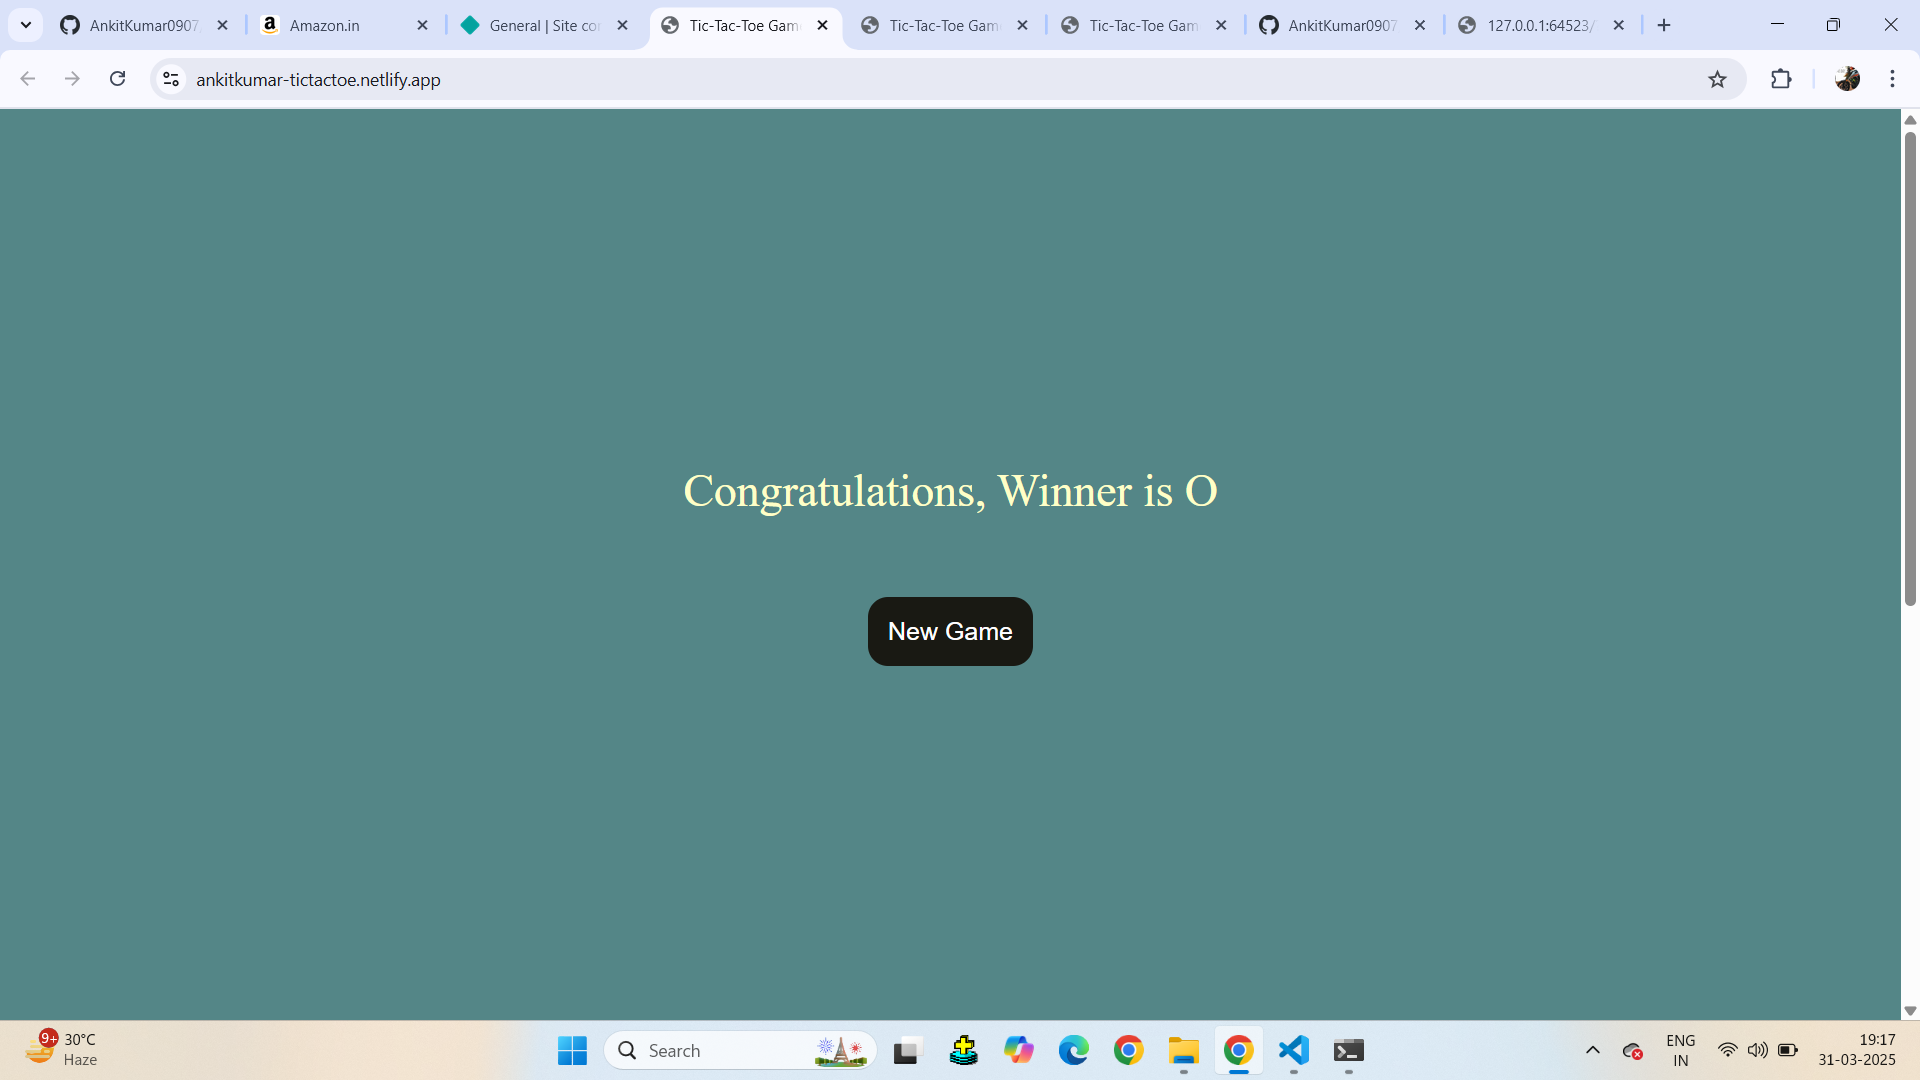 AnkitKumar0907
Amazon.in
General | Site co
Tic-Tac-Toe Gam
Tic-Tac-Toe Gam
Tic-Tac-Toe Gam
AnkitKumar0907
127.0.0.1:64523/
ankitkumar-tictactoe.netlify.app
Congratulations, Winner is O
New Game
9+
30°C
Haze
Search
ENG
IN
19:17
31-03-2025